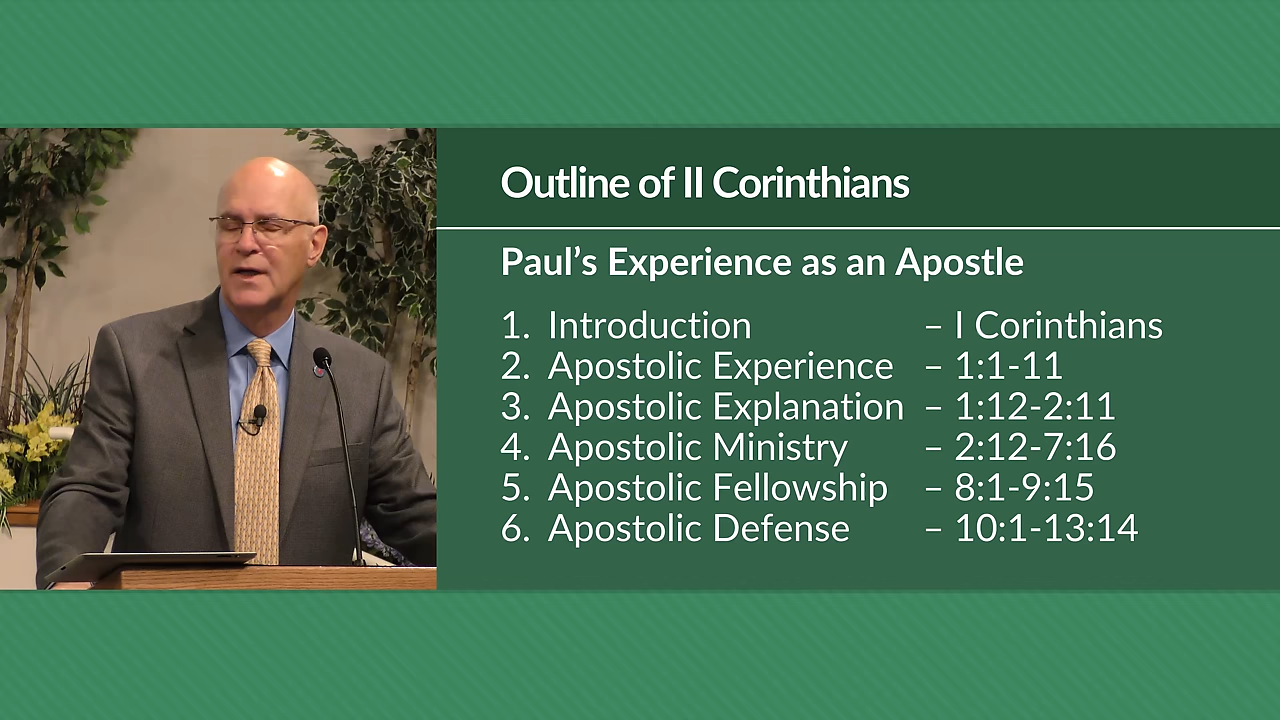 Outline of II Corinthians
Paul’s Experience as an Apostle
1. Introduction – I Corinthians
2. Apostolic Experience – 1:1-11
3. Apostolic Explanation – 1:12-2:11
4. Apostolic Ministry – 2:12-7:16
5. Apostolic Fellowship – 8:1-9:15
6. Apostolic Defense – 10:1-13:14